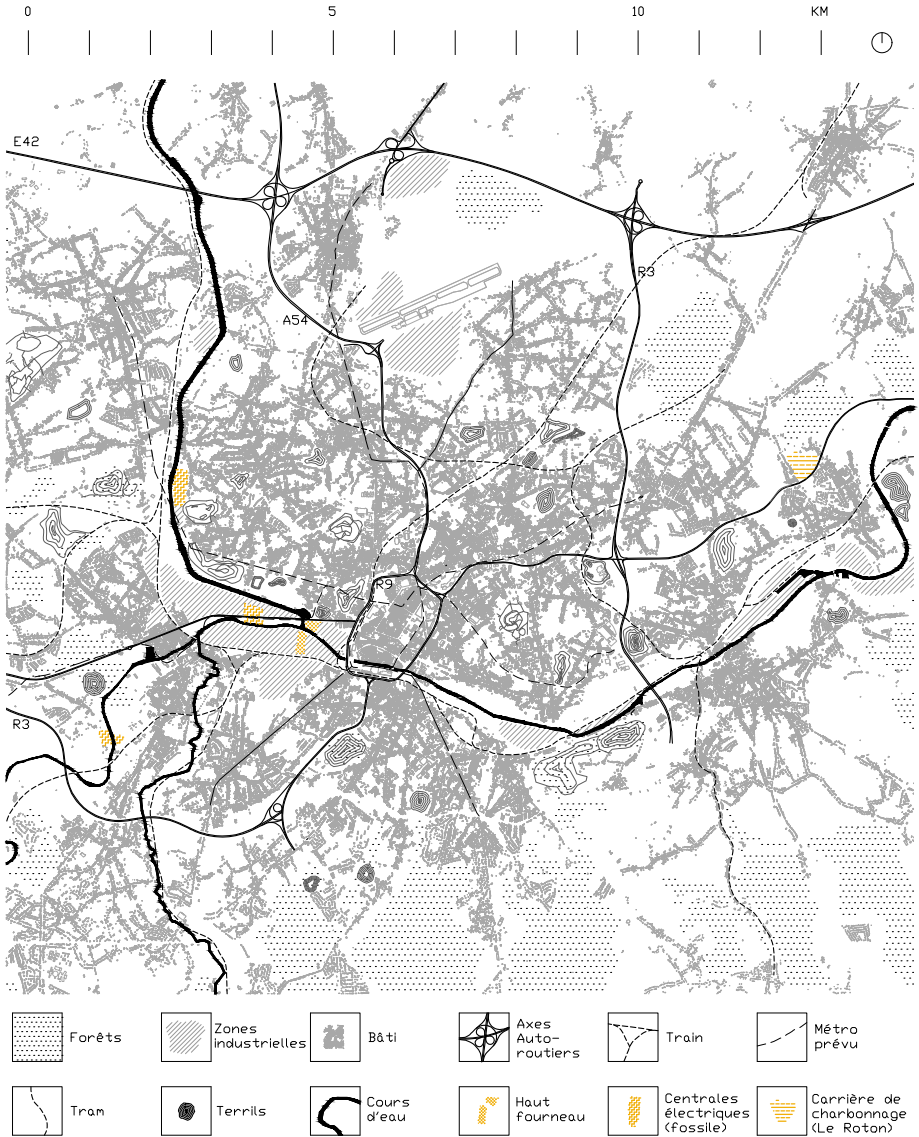 0 5 10 KM
E42
R3
A54
R9
R3
Forêts
Zones
industrielles
Bâti
Axes
Auto-
routiers
Train
Métro
prévu
Tram
Terrils
Cours
d'eau
Haut
fourneau
Centrales
électriques
(fossile)
Carrière de
charbonnage
(Le Roton)